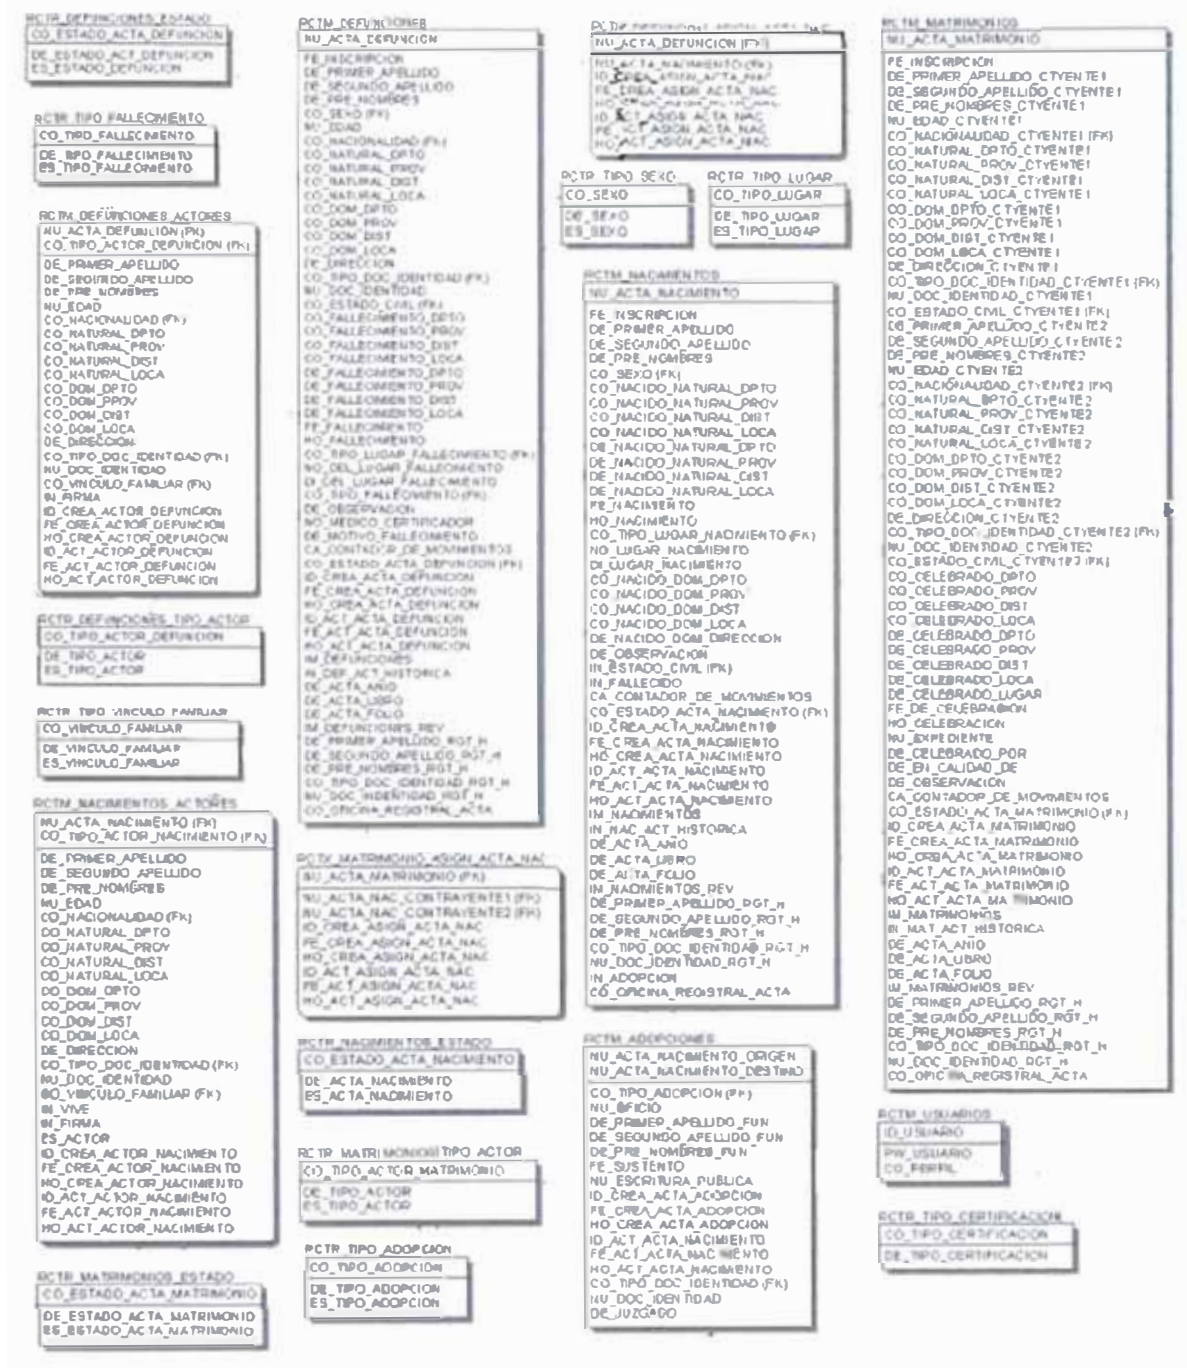 RCTR_DEFUNCIONES_ESTADO
CO_ESTADO_ACTA_DEFUNCION
DE_ESTADO_ACT_DEFUNCION
ES_ESTADO_DEFUNCION
RCTR_TIPO_FALLECIMIENTO
CO_TIPO_FALLECIMIENTO
DE_TIPO_FALLECIMIENTO
ES_TIPO_FALLECIMIENTO
RCTM_DEFUNCIONES_ACTORES
NU_ACTA_DEFUNCION (FK)
CO_TIPO_ACTOR_DEFUNCION (FK)
DE_PRIMER_APELLIDO
DE_SEGUNDO_APELLIDO
DE_PRE_NOMBRES
NU_EDAD
CO_NACIONALIDAD (FK)
CO_NATURAL_DPTO
CO_NATURAL_PROV
CO_NATURAL_DIST
CO_NATURAL_LOCA
CO_DOM_DPTO
CO_DOM_PROV
CO_DOM_DIST
CO_DOM_LOCA
DE_DIRECCION
CO_TIPO_DOC_IDENTIDAD (FK)
NU_DOC_IDENTIDAD
CO_VINCULO_FAMILIAR (FK)
IN_FIRMA
ID_CREA_ACTOR_DEFUNCION
FE_CREA_ACTOR_DEFUNCION
HO_CREA_ACTOR_DEFUNCION
ID_ACT_ACTOR_DEFUNCION
FE_ACT_ACTOR_DEFUNCION
HO_ACT_ACTOR_DEFUNCION
RCTR_DEFUNCIONES_TIPO_ACTOR
CO_TIPO_ACTOR_DEFUNCION
DE_TIPO_ACTOR
ES_TIPO_ACTOR
RCTR_TIPO_VINCULO_FAMILIAR
CO_VINCULO_FAMILIAR
DE_VINCULO_FAMILIAR
ES_VINCULO_FAMILIAR
RCTM_NACIMIENTOS_ACTORES
NU_ACTA_NACIMIENTO (FK)
CO_TIPO_ACTOR_NACIMIENTO (FK)
DE_PRIMER_APELLIDO
DE_SEGUNDO_APELLIDO
DE_PRE_NOMBRES
NU_EDAD
CO_NACIONALIDAD (FK)
CO_NATURAL_DPTO
CO_NATURAL_PROV
CO_NATURAL_DIST
CO_NATURAL_LOCA
CO_DOM_DPTO
CO_DOM_PROV
CO_DOM_DIST
CO_DOM_LOCA
DE_DIRECCION
CO_TIPO_DOC_IDENTIDAD (FK)
NU_DOC_IDENTIDAD
CO_VINCULO_FAMILIAR (FK)
IN_VIVE
IN_FIRMA
ES_ACTOR
ID_CREA_ACTOR_NACIMIENTO
FE_CREA_ACTOR_NACIMIENTO
HO_CREA_ACTOR_NACIMIENTO
ID_ACT_ACTOR_NACIMIENTO
FE_ACT_ACTOR_NACIMIENTO
HO_ACT_ACTOR_NACIMIENTO
RCTR_MATRIMONIOS_ESTADO
CO_ESTADO_ACTA_MATRIMONIO
DE_ESTADO_ACTA_MATRIMONIO
ES_ESTADO_ACTA_MATRIMONIO
RCTM_DEFUNCIONES
NU_ACTA_DEFUNCION
FE_INSCRIPCION
DE_PRIMER_APELLIDO
DE_SEGUNDO_APELLIDO
DE_PRE_NOMBRES
CO_SEXO (FK)
NU_EDAD
CO_NACIONALIDAD (FK)
CO_NATURAL_DPTO
CO_NATURAL_PROV
CO_NATURAL_DIST
CO_NATURAL_LOCA
CO_DOM_DPTO
CO_DOM_PROV
CO_DOM_DIST
CO_DOM_LOCA
DE_DIRECCION
CO_TIPO_DOC_IDENTIDAD (FK)
NU_DOC_IDENTIDAD
CO_ESTADO_CIVIL (FK)
CO_FALLECIMIENTO_DPTO
CO_FALLECIMIENTO_PROV
CO_FALLECIMIENTO_DIST
CO_FALLECIMIENTO_LOCA
DE_FALLECIMIENTO_DPTO
DE_FALLECIMIENTO_PROV
DE_FALLECIMIENTO_DIST
DE_FALLECIMIENTO_LOCA
FE_FALLECIMIENTO
HO_FALLECIMIENTO
CO_TIPO_LUGAR_FALLECIMIENTO (FK)
NO_DEL_LUGAR_FALLECIMIENTO
DI_DEL_LUGAR_FALLECIMIENTO
CO_TIPO_FALLECIMIENTO (FK)
DE_OBSERVACION
NO_MEDICO_CERTIFICADOR
DE_MOTIVO_FALLECIMIENTO
CA_CONTADOR_DE_MOVIMIENTOS
CO_ESTADO_ACTA_DEFUNCION (FK)
ID_CREA_ACTA_DEFUNCION
FE_CREA_ACTA_DEFUNCION
HO_CREA_ACTA_DEFUNCION
ID_ACT_ACTA_DEFUNCION
FE_ACT_ACTA_DEFUNCION
HO_ACT_ACTA_DEFUNCION
IM_DEFUNCIONES
IN_DEF_ACT_HISTORICA
DE_ACTA_ANIO
DE_ACTA_LIBRO
DE_ACTA_FOLIO
IM_DEFUNCIONES_REV
DE_PRIMER_APELLIDO_RGT_H
DE_SEGUNDO_APELLIDO_RGT_H
DE_PRE_NOMBRES_RGT_H
CO_TIPO_DOC_IDENTIDAD_RGT_H
NU_DOC_INDENTIDAD_RGT_H
CO_OFICINA_REGISTRAL_ACTA
RCTM_MATRIMONIO_ASIGN_ACTA_NAC
NU_ACTA_MATRIMONIO (FK)
NU_ACTA_NAC_CONTRAYENTE1 (FK)
NU_ACTA_NAC_CONTRAYENTE2 (FK)
ID_CREA_ASIGN_ACTA_NAC
FE_CREA_ASIGN_ACTA_NAC
HO_CREA_ASIGN_ACTA_NAC
ID_ACT_ASIGN_ACTA_NAC
FE_ACT_ASIGN_ACTA_NAC
HO_ACT_ASIGN_ACTA_NAC
RCTR_NACIMIENTOS_ESTADO
CO_ESTADO_ACTA_NACIMIENTO
DE_ACTA_NACIMIENTO
ES_ACTA_NACIMIENTO
RCTR_MATRIMONIOS_TIPO_ACTOR
CO_TIPO_ACTOR_MATRIMONIO
DE_TIPO_ACTOR
ES_TIPO_ACTOR
RCTR_TIPO_ADOPCION
CO_TIPO_ADOPCION
DE_TIPO_ADOPCION
ES_TIPO_ADOPCION
NU_ACTA_DEFUNCION (FK)
NU_ACTA_NACIMIENTO (FK)
ID_CREA_ASIGN_ACTA_NAC
FE_CREA_ASIGN_ACTA_NAC
HO_CREA_ASIGN_ACTA_NAC
ID_ACT_ASIGN_ACTA_NAC
FE_ACT_ASIGN_ACTA_NAC
HO_ACT_ASIGN_ACTA_NAC
RCTR_TIPO_SEXO
CO_SEXO
DE_SEXO
ES_SEXO
RCTR_TIPO_LUGAR
CO_TIPO_LUGAR
DE_TIPO_LUGAR
ES_TIPO_LUGAR
RCTM_NACIMIENTOS
NU_ACTA_NACIMIENTO
FE_INSCRIPCION
DE_PRIMER_APELLIDO
DE_SEGUNDO_APELLIDO
DE_PRE_NOMBRES
CO_SEXO (FK)
CO_NACIDO_NATURAL_DPTO
CO_NACIDO_NATURAL_PROV
CO_NACIDO_NATURAL_DIST
CO_NACIDO_NATURAL_LOCA
DE_NACIDO_NATURAL_DPTO
DE_NACIDO_NATURAL_PROV
DE_NACIDO_NATURAL_DIST
DE_NACIDO_NATURAL_LOCA
FE_NACIMIENTO
HO_NACIMIENTO
CO_TIPO_LUGAR_NACIMIENTO (FK)
NO_LUGAR_NACIMIENTO
DI_LUGAR_NACIMIENTO
CO_NACIDO_DOM_DPTO
CO_NACIDO_DOM_PROV
CO_NACIDO_DOM_DIST
CO_NACIDO_DOM_LOCA
DE_NACIDO_DOM_DIRECCION
DE_OBSERVACION
IN_ESTADO_CIVIL (FK)
IN_FALLECIDO
CA_CONTADOR_DE_MOVIMIENTOS
CO_ESTADO_ACTA_NACIMIENTO (FK)
ID_CREA_ACTA_NACIMIENTO
FE_CREA_ACTA_NACIMIENTO
HO_CREA_ACTA_NACIMIENTO
ID_ACT_ACTA_NACIMIENTO
FE_ACT_ACTA_NACIMIENTO
HO_ACT_ACTA_NACIMIENTO
IM_NACIMIENTOS
IN_NAC_ACT_HISTORICA
DE_ACTA_ANIO
DE_ACTA_LIBRO
DE_ACTA_FOLIO
IM_NACIMIENTOS_REV
DE_PRIMER_APELLIDO_RGT_H
DE_SEGUNDO_APELLIDO_RGT_H
DE_PRE_NOMBRES_RGT_H
CO_TIPO_DOC_IDENTIDAD_RGT_H
NU_DOC_IDENTIDAD_RGT_H
IN_ADOPCION
CO_OFICINA_REGISTRAL_ACTA
RCTM_ADOPCIONES
NU_ACTA_NACIMIENTO_ORIGEN
NU_ACTA_NACIMIENTO_DESTINO
CO_TIPO_ADOPCION (FK)
NU_OFICIO
DE_PRIMER_APELLIDO_FUN
DE_SEGUNDO_APELLIDO_FUN
DE_PRE_NOMBRES_FUN
FE_SUSTENTO
NU_ESCRITURA_PUBLICA
ID_CREA_ACTA_ADOPCION
FE_CREA_ACTA_ADOPCION
HO_CREA_ACTA_ADOPCION
ID_ACT_ACTA_NACIMIENTO
FE_ACT_ACTA_NACIMIENTO
HO_ACT_ACTA_NACIMIENTO
CO_TIPO_DOC_IDENTIDAD (FK)
NU_DOC_IDENTIDAD
DE_JUZGADO
RCTM_MATRIMONIOS
NU_ACTA_MATRIMONIO
FE_INSCRIPCION
DE_PRIMER_APELLIDO_CTYENTE1
DE_SEGUNDO_APELLIDO_CTYENTE1
DE_PRE_NOMBRES_CTYENTE1
NU_EDAD_CTYENTE1
CO_NACIONALIDAD_CTYENTE1 (FK)
CO_NATURAL_DPTO_CTYENTE1
CO_NATURAL_PROV_CTYENTE1
CO_NATURAL_DIST_CTYENTE1
CO_NATURAL_LOCA_CTYENTE1
CO_DOM_DPTO_CTYENTE1
CO_DOM_PROV_CTYENTE1
CO_DOM_DIST_CTYENTE1
CO_DOM_LOCA_CTYENTE1
DE_DIRECCION_CTYENTE1
CO_TIPO_DOC_IDENTIDAD_CTYENTE1 (FK)
NU_DOC_IDENTIDAD_CTYENTE1
CO_ESTADO_CIVIL_CTYENTE1 (FK)
DE_PRIMER_APELLIDO_CTYENTE2
DE_SEGUNDO_APELLIDO_CTYENTE2
DE_PRE_NOMBRES_CTYENTE2
NU_EDAD_CTYENTE2
CO_NACIONALIDAD_CTYENTE2 (FK)
CO_NATURAL_DPTO_CTYENTE2
CO_NATURAL_PROV_CTYENTE2
CO_NATURAL_DIST_CTYENTE2
CO_NATURAL_LOCA_CTYENTE2
CO_DOM_DPTO_CTYENTE2
CO_DOM_PROV_CTYENTE2
CO_DOM_DIST_CTYENTE2
CO_DOM_LOCA_CTYENTE2
DE_DIRECCION_CTYENTE2
CO_TIPO_DOC_IDENTIDAD_CTYENTE2 (FK)
NU_DOC_IDENTIDAD_CTYENTE2
CO_ESTADO_CIVIL_CTYENTE2 (FK)
CO_CELEBRADO_DPTO
CO_CELEBRADO_PROV
CO_CELEBRADO_DIST
CO_CELEBRADO_LOCA
DE_CELEBRADO_DPTO
DE_CELEBRADO_PROV
DE_CELEBRADO_DIST
DE_CELEBRADO_LOCA
DE_CELEBRADO_LUGAR
FE_DE_CELEBRACION
HO_CELEBRACION
NU_EXPEDIENTE
DE_CELEBRADO_POR
DE_EN_CALIDAD_DE
DE_OBSERVACION
CA_CONTADOR_DE_MOVIMIENTOS
CO_ESTADO_ACTA_MATRIMONIO (FK)
ID_CREA_ACTA_MATRIMONIO
FE_CREA_ACTA_MATRIMONIO
HO_CREA_ACTA_MATRIMONIO
ID_ACT_ACTA_MATRIMONIO
FE_ACT_ACTA_MATRIMONIO
HO_ACT_ACTA_MATRIMONIO
IM_MATRIMONIOS
IN_MAT_ACT_HISTORICA
DE_ACTA_ANIO
DE_ACTA_LIBRO
DE_ACTA_FOLIO
IM_MATRIMONIOS_REV
DE_PRIMER_APELLIDO_RGT_H
DE_SEGUNDO_APELLIDO_RGT_H
DE_PRE_NOMBRES_RGT_H
CO_TIPO_DOC_IDENTIDAD_RGT_H
NU_DOC_IDENTIDAD_RGT_H
CO_OFICINA_REGISTRAL_ACTA
RCTM_USUARIOS
ID_USUARIO
PW_USUARIO
CO_PERFIL
RCTR_TIPO_CERTIFICACION
CO_TIPO_CERTIFICACION
DE_TIPO_CERTIFICACION